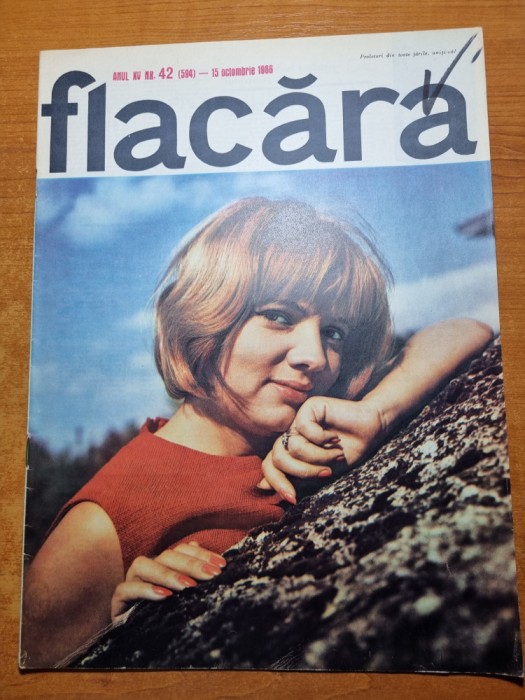 Proletari din toate țările, uniți-vă!
ANUL XV NR. 42 (594) — 15 octombrie 1966
flacăra